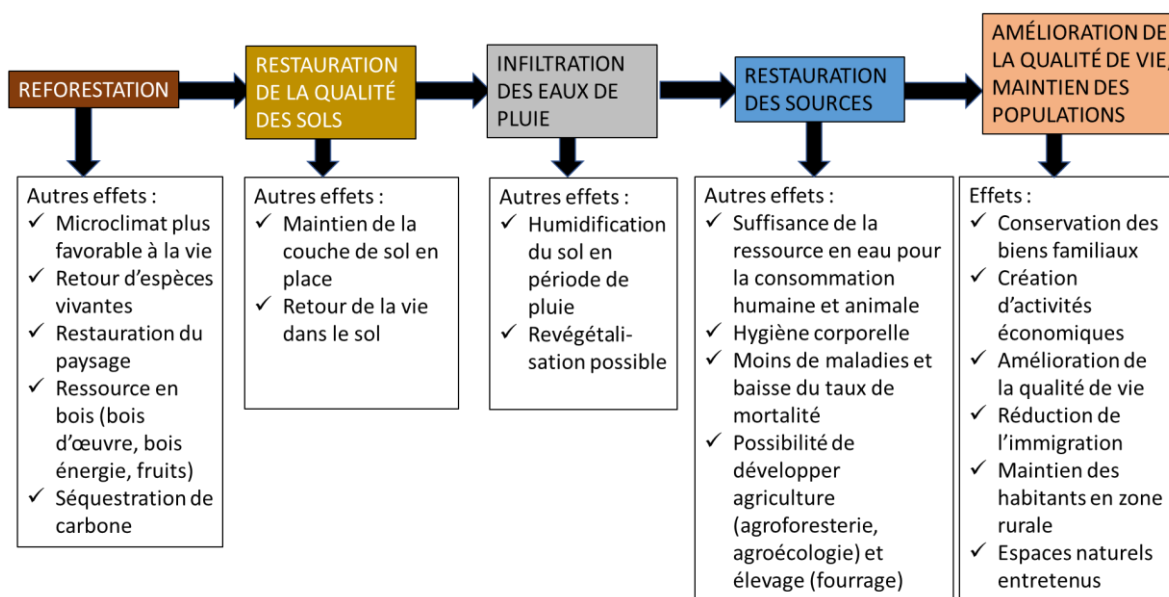 REFORESTATION
RESTAURATION
DE LA QUALITÉ
DES SOLS
INFILTRATION
DES EAUX DE
PLUIE
RESTAURATION
DES SOURCES
AMÉLIORATION DE
LA QUALITÉ DE VIE,
MAINTIEN DES
POPULATIONS
Autres effets :
✓ Microclimat plus
favorable à la vie
✓ Retour d’espèces
vivantes
✓ Restauration du
paysage
✓ Ressource en
bois (bois
d’œuvre, bois
énergie, fruits)
✓ Séquestration de
carbone
Autres effets :
✓ Maintien de la
couche de sol en
place
✓ Retour de la vie
dans le sol
Autres effets :
✓ Humidification
du sol en
période de
pluie
✓ Revégétali-
sation possible
Autres effets :
✓ Suffisance de la
ressource en eau pour
la consommation
humaine et animale
✓ Hygiène corporelle
✓ Moins de maladies et
baisse du taux de
mortalité
✓ Possibilité de
développer
agriculture
(agroforesterie,
agroécologie) et
élevage (fourrage)
Effets :
✓ Conservation des
biens familiaux
✓ Création
d’activités
économiques
✓ Amélioration de
la qualité de vie
✓ Réduction de
l’immigration
✓ Maintien des
habitants en zone
rurale
✓ Espaces naturels
entretenus